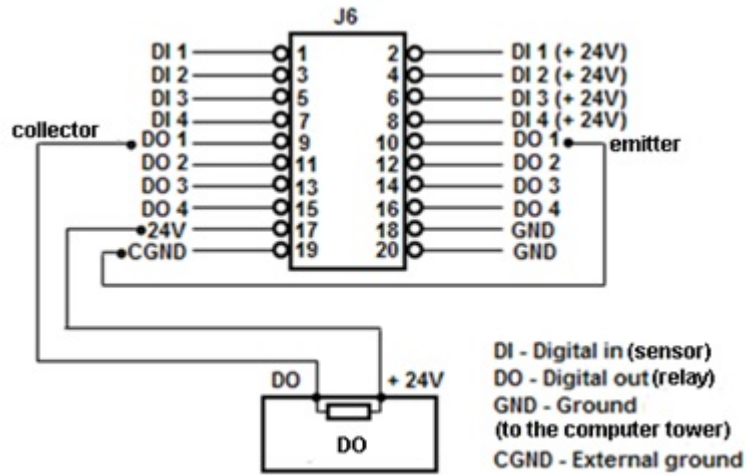 J6
DI 1 1 2 DI 1 (+ 24V)
DI 2 3 4 DI 2 (+ 24V)
DI 3 5 6 DI 3 (+ 24V)
DI 4 7 8 DI 4 (+ 24V)
collector DO 1 9 10 DO 1 emitter
DO 2 11 12 DO 2
DO 3 13 14 DO 3
DO 4 15 16 DO 4
24V 17 18 GND
CGND 19 20 GND
DO + 24V
DO
DI - Digital in (sensor)
DO - Digital out (relay)
GND - Ground
(to the computer tower)
CGND - External ground